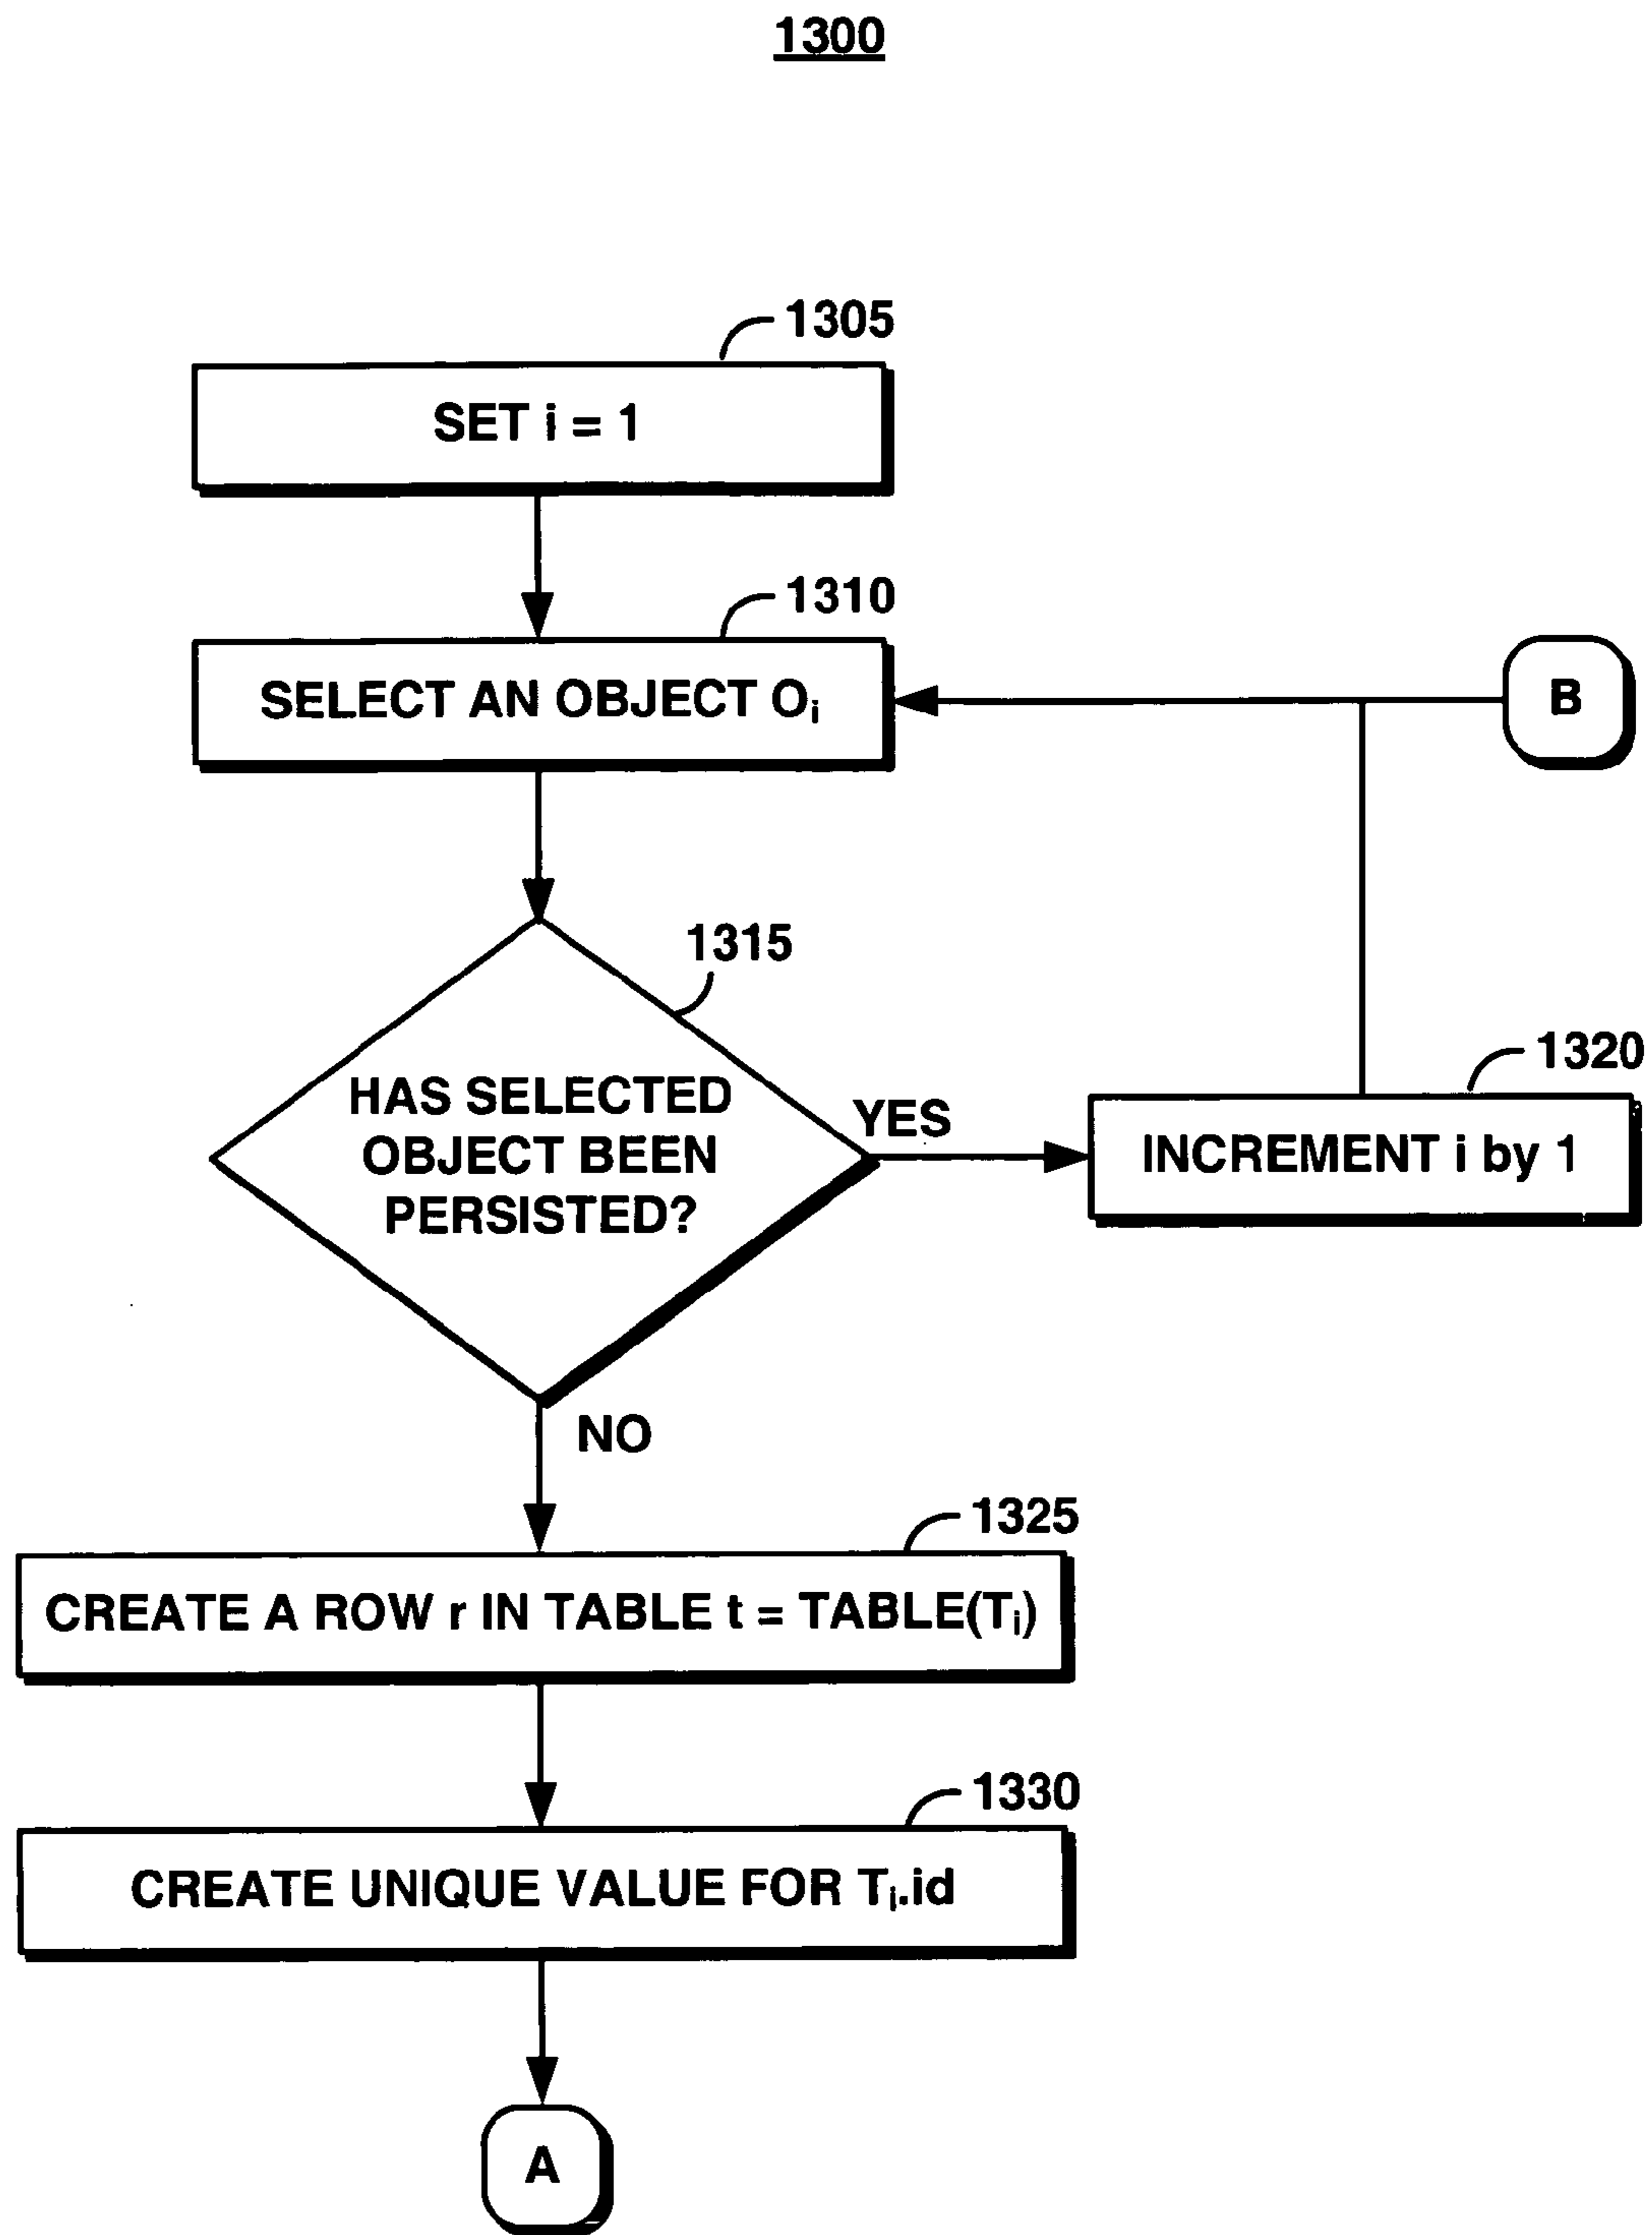 1300
1305
SET i = 1
1310
SELECT AN OBJECT Oᵢ
B
1315
HAS SELECTED
OBJECT BEEN
PERSISTED?
YES
1320
INCREMENT i by 1
NO
1325
CREATE A ROW r IN TABLE t = TABLE(Tᵢ)
1330
CREATE UNIQUE VALUE FOR Tᵢ.id
A